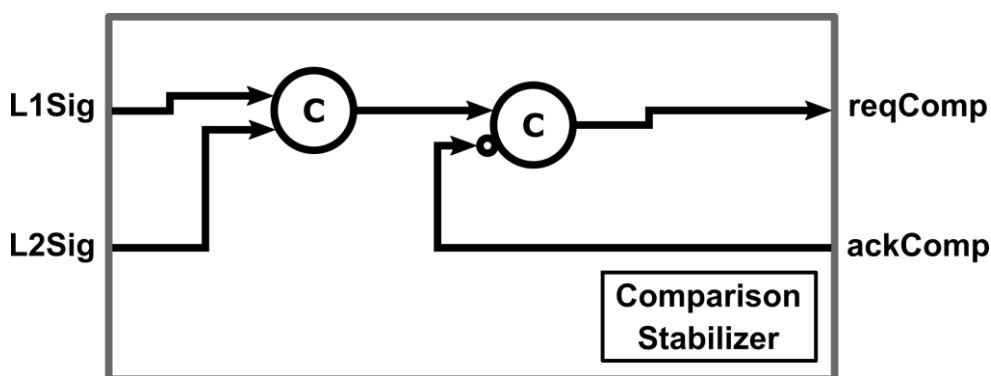 L1Sig
C
C
reqComp
L2Sig
ackComp
Comparison
Stabilizer